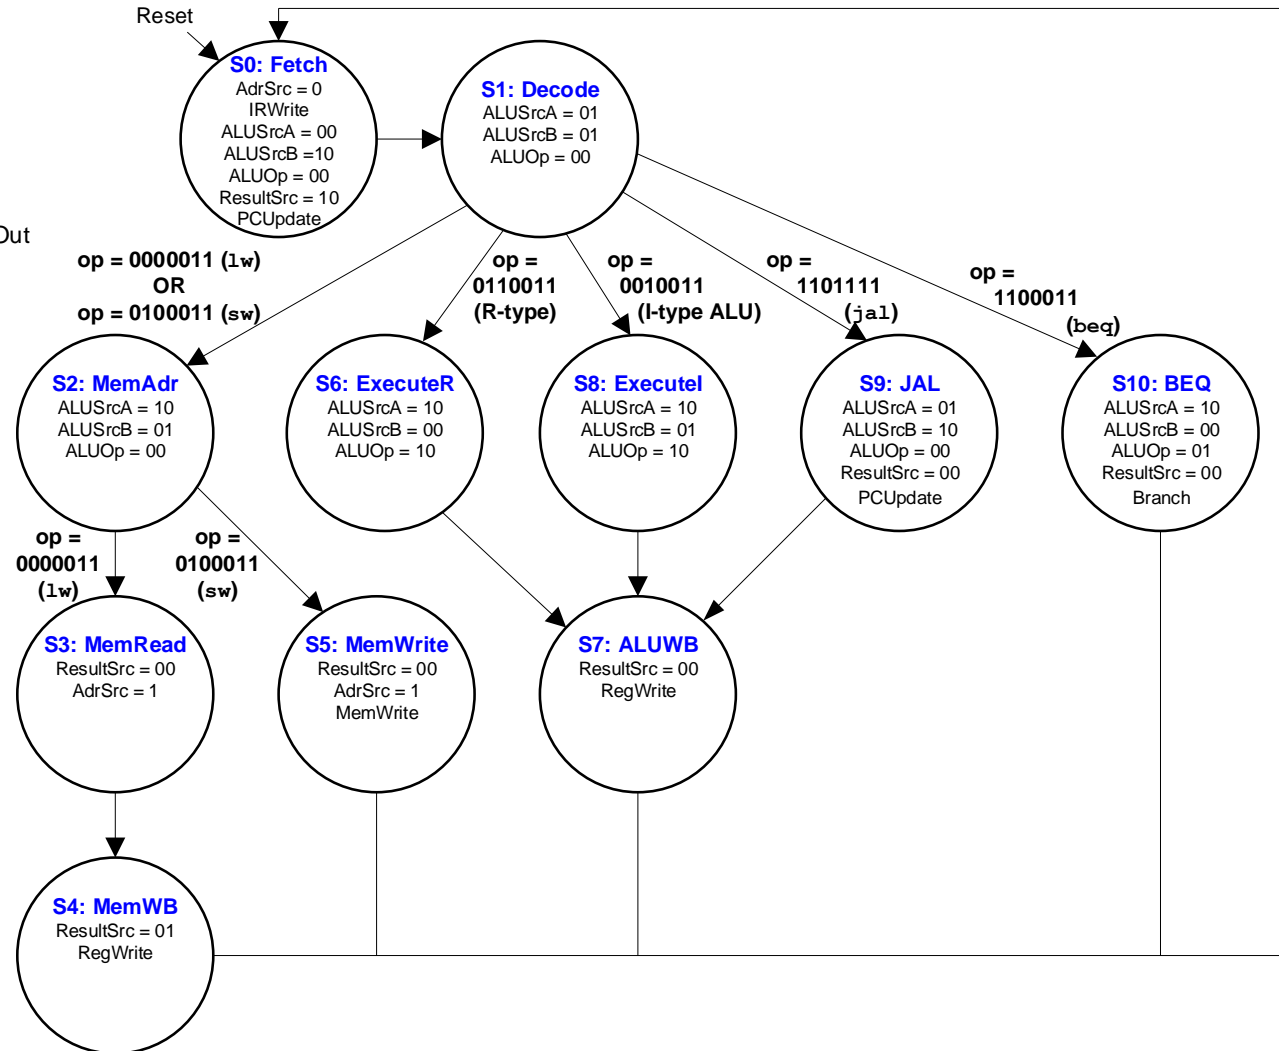 Reset
S0: Fetch
AdrSrc = 0
IRWrite
ALUSrcA = 00
ALUSrcB =10
ALUOp = 00
ResultSrc = 10
PCUpdate
S1: Decode
ALUSrcA = 01
ALUSrcB = 01
ALUOp = 00
Out
op = 0000011 (lw)
OR
op = 0100011 (sw)
op =
0110011
(R-type)
op =
0010011
(I-type ALU)
op =
1101111
(jal)
op =
1100011
(beq)
S2: MemAdr
ALUSrcA = 10
ALUSrcB = 01
ALUOp = 00
S6: ExecuteR
ALUSrcA = 10
ALUSrcB = 00
ALUOp = 10
S8: ExecuteI
ALUSrcA = 10
ALUSrcB = 01
ALUOp = 10
S9: JAL
ALUSrcA = 01
ALUSrcB = 10
ALUOp = 00
ResultSrc = 00
PCUpdate
S10: BEQ
ALUSrcA = 10
ALUSrcB = 00
ALUOp = 01
ResultSrc = 00
Branch
op =
0000011
(lw)
op =
0100011
(sw)
S3: MemRead
ResultSrc = 00
AdrSrc = 1
S5: MemWrite
ResultSrc = 00
AdrSrc = 1
MemWrite
S7: ALUWB
ResultSrc = 00
RegWrite
S4: MemWB
ResultSrc = 01
RegWrite